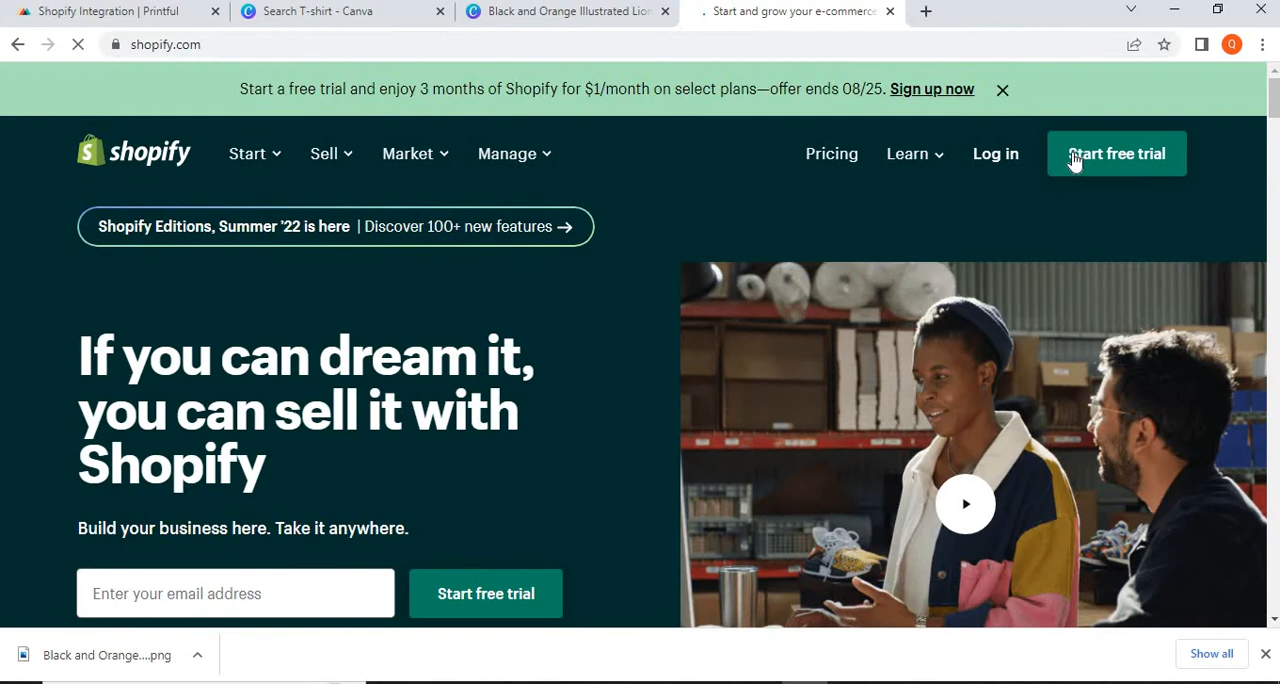 Shopify Integration | Printful
Search T-shirt - Canva
Black and Orange Illustrated Lion
Start and grow your e-commerce
shopify.com
Q
Start a free trial and enjoy 3 months of Shopify for $1/month on select plans—offer ends 08/25. Sign up now
shopify Start Sell Market Manage Pricing Learn Log in Start free trial
Shopify Editions, Summer '22 is here | Discover 100+ new features →
If you can dream it,
you can sell it with
Shopify
Build your business here. Take it anywhere.
Enter your email address Start free trial
Black and Orange....png Show all